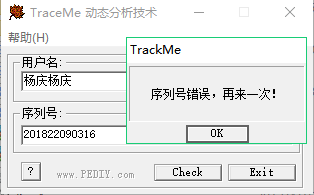 TraceMe 动态分析技术
帮助(H)
用户名:
杨庆杨庆
序列号:
201822090316
TrackMe
序列号错误，再来一次!
OK
?
www.PEDIY.com
Check
Exit